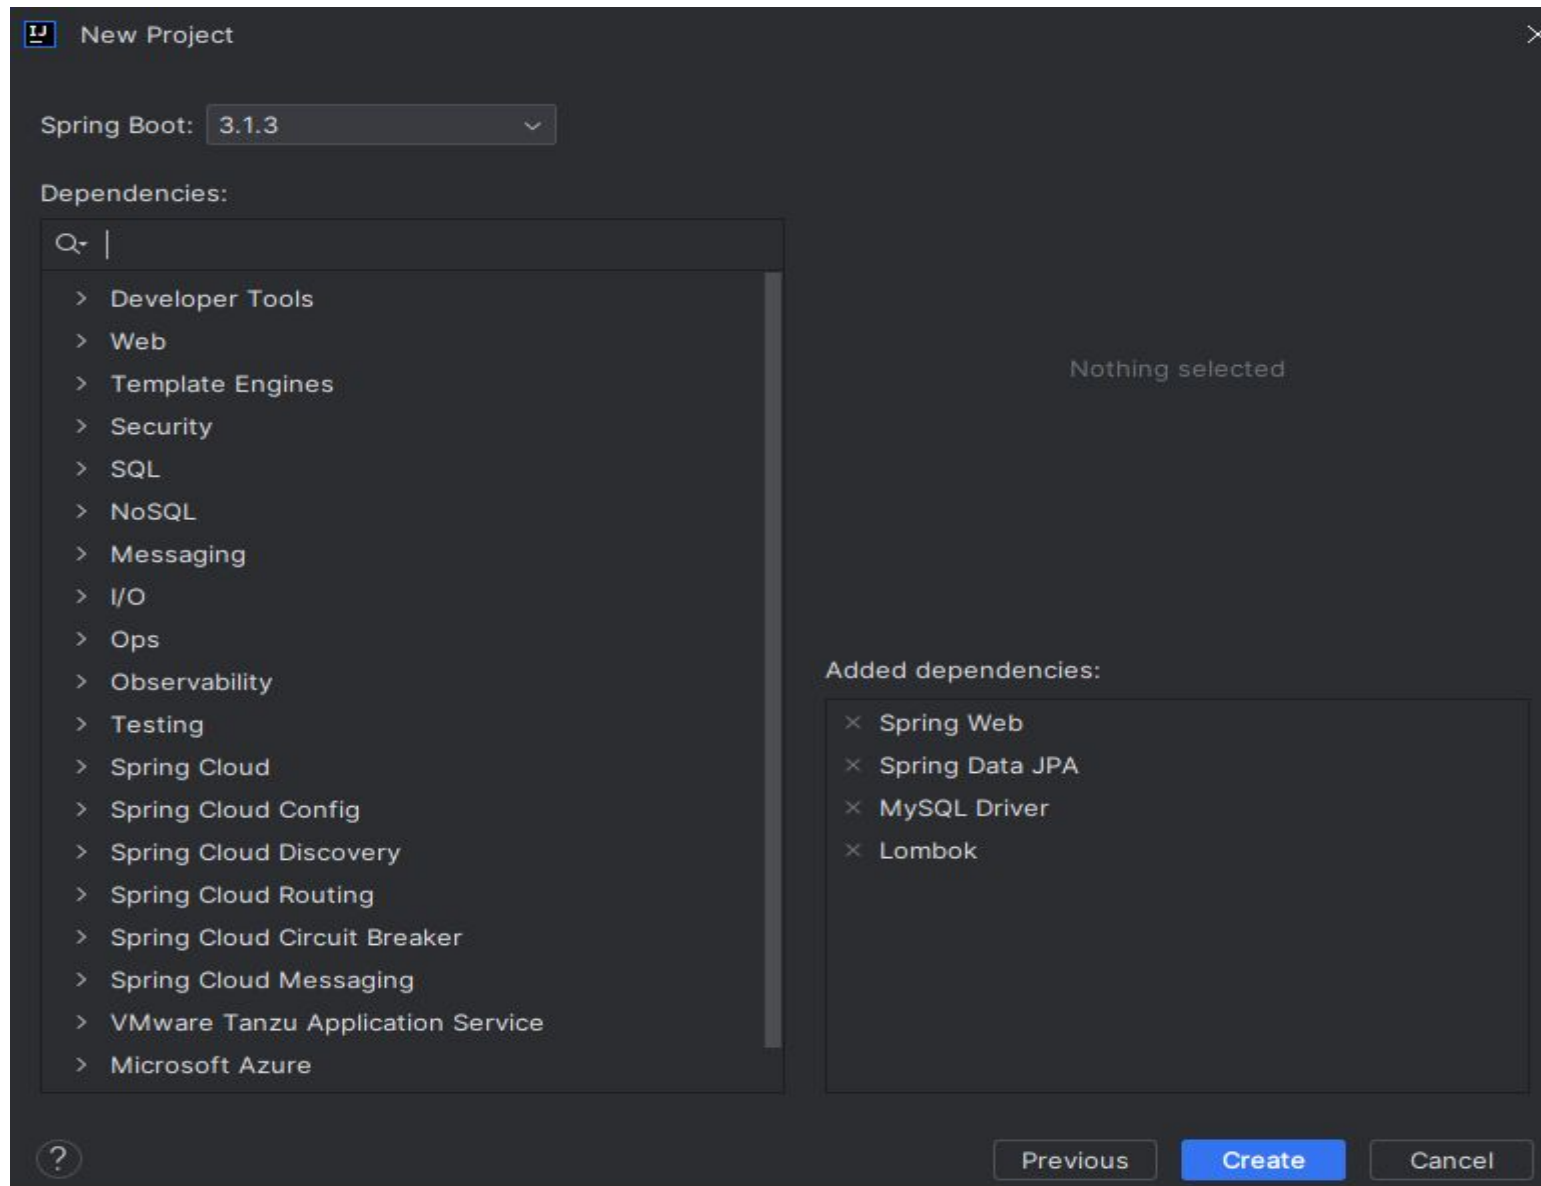 IJ New Project
Spring Boot: 3.1.3
Dependencies:
Developer Tools
Web
Template Engines
Security
SQL
NoSQL
Messaging
I/O
Ops
Observability
Testing
Spring Cloud
Spring Cloud Config
Spring Cloud Discovery
Spring Cloud Routing
Spring Cloud Circuit Breaker
Spring Cloud Messaging
VMware Tanzu Application Service
Microsoft Azure
Nothing selected
Added dependencies:
Spring Web
Spring Data JPA
MySQL Driver
Lombok
? Previous Create Cancel